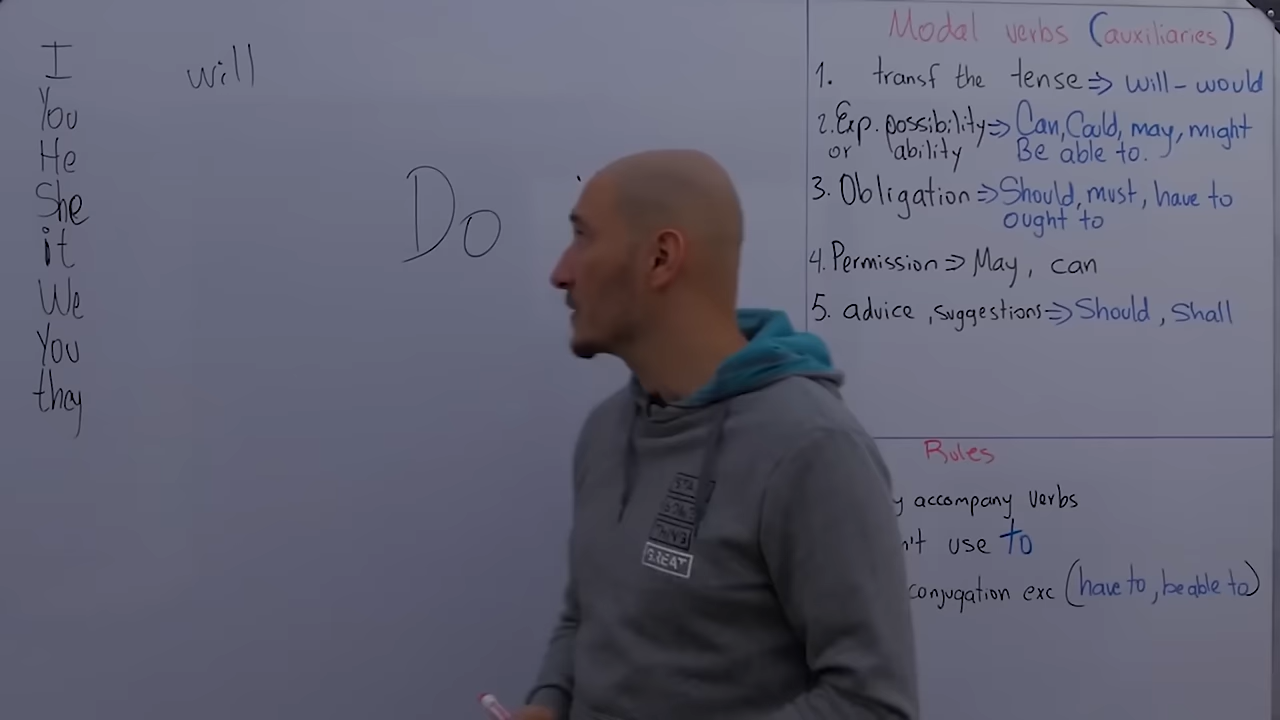 I will
You
He
She
it
We
You
they
Do
Modal verbs (auxiliaries)
1. transf the tense => will - would
2. Exp. possibility => Can, Could, may, might
or ability Be able to.
3. Obligation => Should, must, have to
ought to
4. Permission => May, can
5. advice, suggestions => Should, Shall
Rules
accompany verbs
use to
conjugation exc (have to, be able to)
GREAT